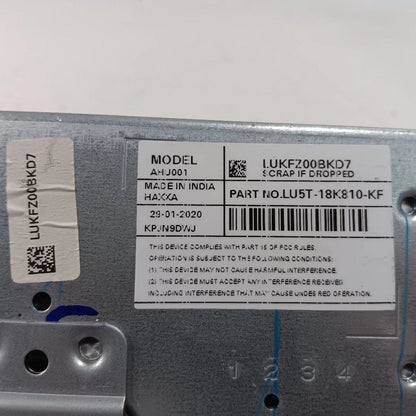 LUKFZ00BKD7
MODEL
AHU001
LUKFZ00BKD7
SCRAP IF DROPPED
MADE IN INDIA
HAXXA
PART NO.LU5T-18K810-KF
29-01-2020
KPJN9DWJ
THIS DEVICE COMPLIES WITH PART 15 OF FCC RULES.
OPERATION IS SUBJECT TO THE FOLLOWING CONDITIONS:
(1) THIS DEVICE MAY NOT CAUSE HARMFUL INTERFERENCE.
(2) THIS DEVICE MUST ACCEPT ANY INTERFERENCE RECEIVED
INCLUDING INTERFERENCE THAT MAY CAUSE UNDESIRED OPERATION.
1 2 3 4